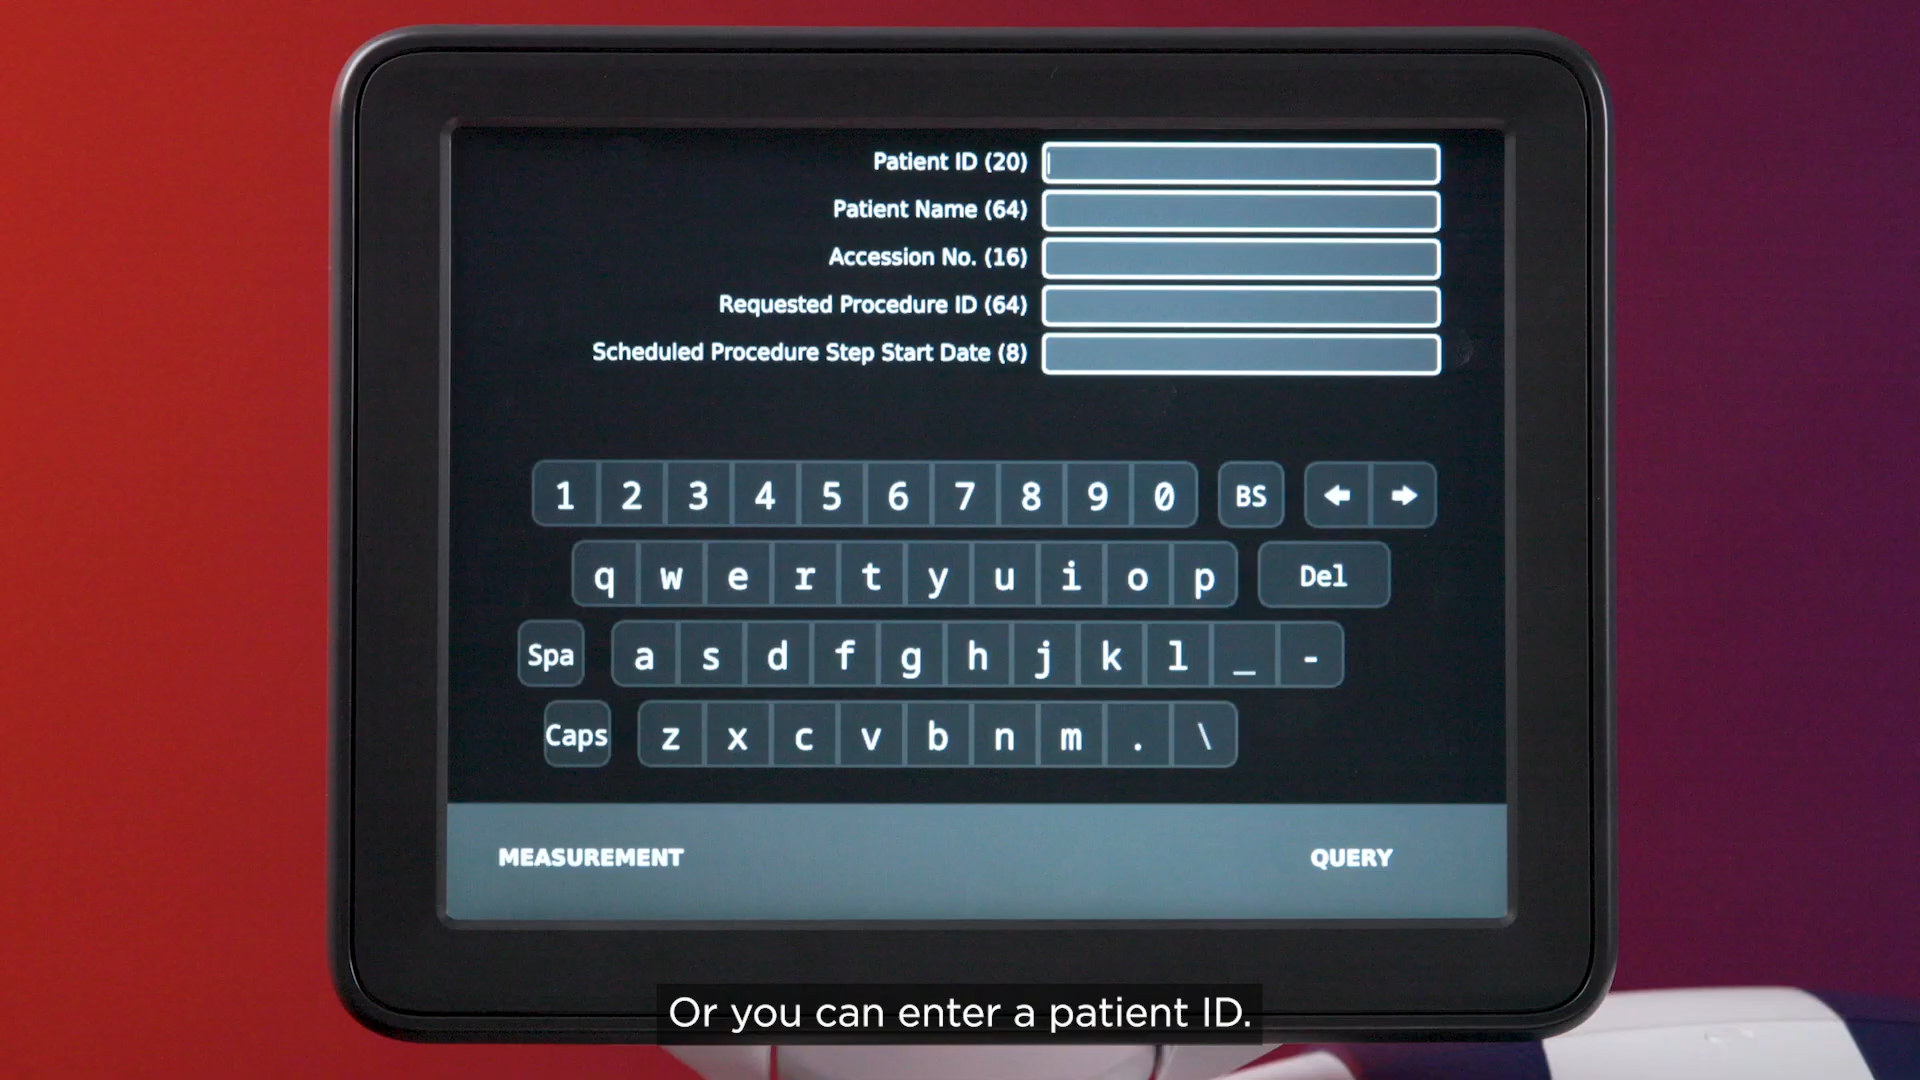 Patient ID (20)
Patient Name (64)
Accession No. (16)
Requested Procedure ID (64)
Scheduled Procedure Step Start Date (8)
1 2 3 4 5 6 7 8 9 0 BS
q w e r t y u i o p Del
Spa a s d f g h j k l _ -
Caps z x c v b n m . \
MEASUREMENT QUERY
Or you can enter a patient ID.